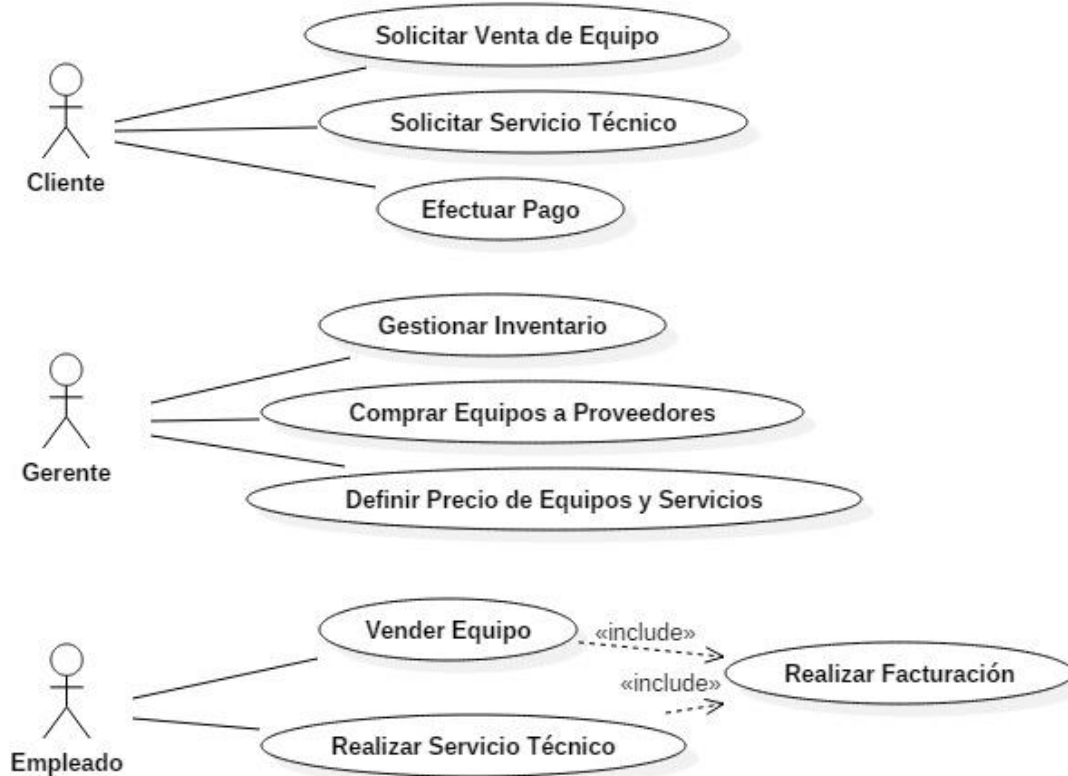 Solicitar Venta de Equipo
Solicitar Servicio Técnico
Cliente
Efectuar Pago
Gestionar Inventario
Comprar Equipos a Proveedores
Gerente
Definir Precio de Equipos y Servicios
Vender Equipo
«include»
Realizar Facturación
«include»
Realizar Servicio Técnico
Empleado